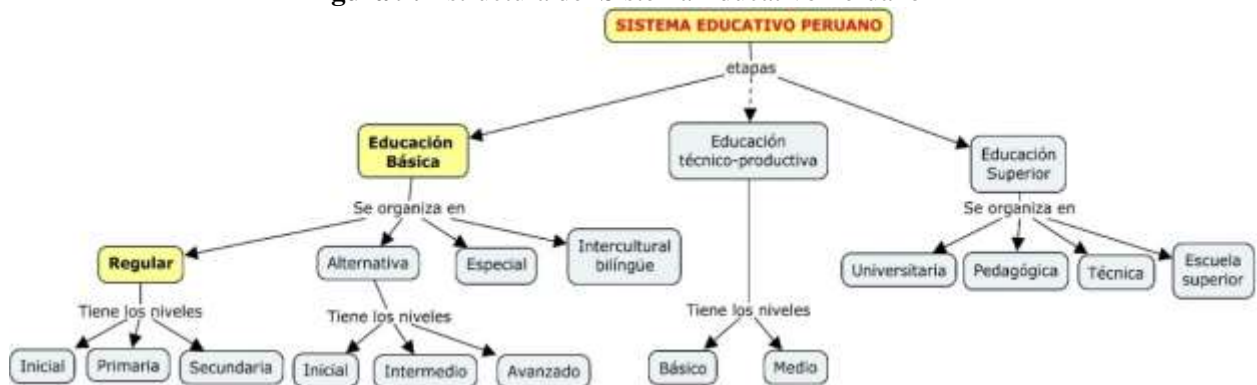 SISTEMA EDUCATIVO PERUANO
etapas
Educación
Básica
Educación
técnico-productiva
Educación
Superior
Se organiza en
Se organiza en
Regular
Alternativa
Especial
Intercultural
bilingüe
Universitaria
Pedagógica
Técnica
Escuela
superior
Tiene los niveles
Tiene los niveles
Tiene los niveles
Inicial
Primaria
Secundaria
Inicial
Intermedio
Avanzado
Básico
Medio